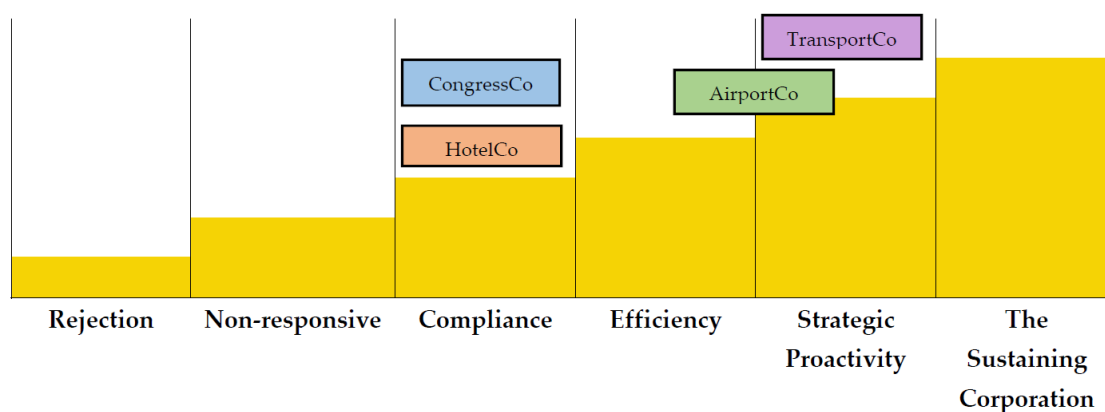 TransportCo
CongressCo
AirportCo
HotelCo
Rejection
Non-responsive
Compliance
Efficiency
Strategic
Proactivity
The
Sustaining
Corporation